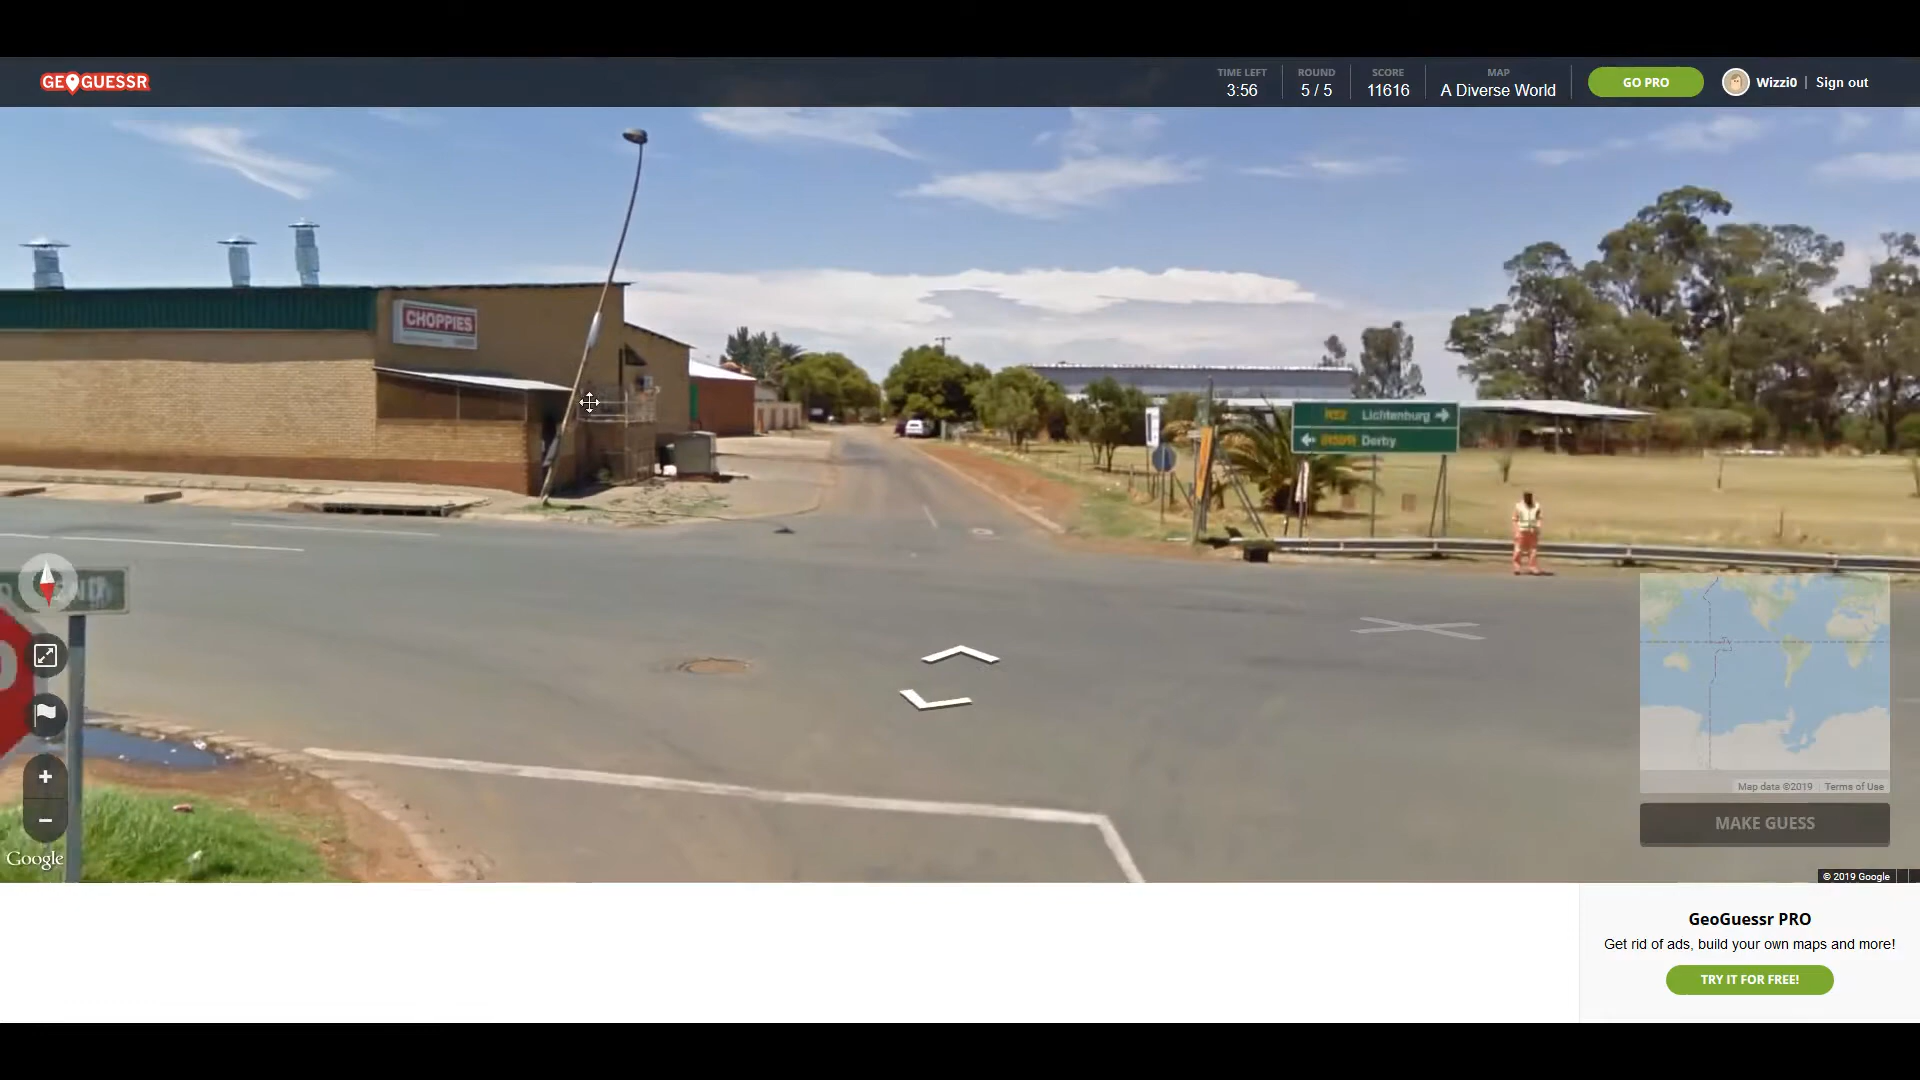 GEOGUESSR
TIME LEFT
3:56
ROUND
5 / 5
SCORE
11616
MAP
A Diverse World
GO PRO
Wizzi0 | Sign out
CHOPPIES
Lichtenburg
Derby
Google
Map data ©2019 Terms of Use
MAKE GUESS
© 2019 Google
GeoGuessr PRO
Get rid of ads, build your own maps and more!
TRY IT FOR FREE!